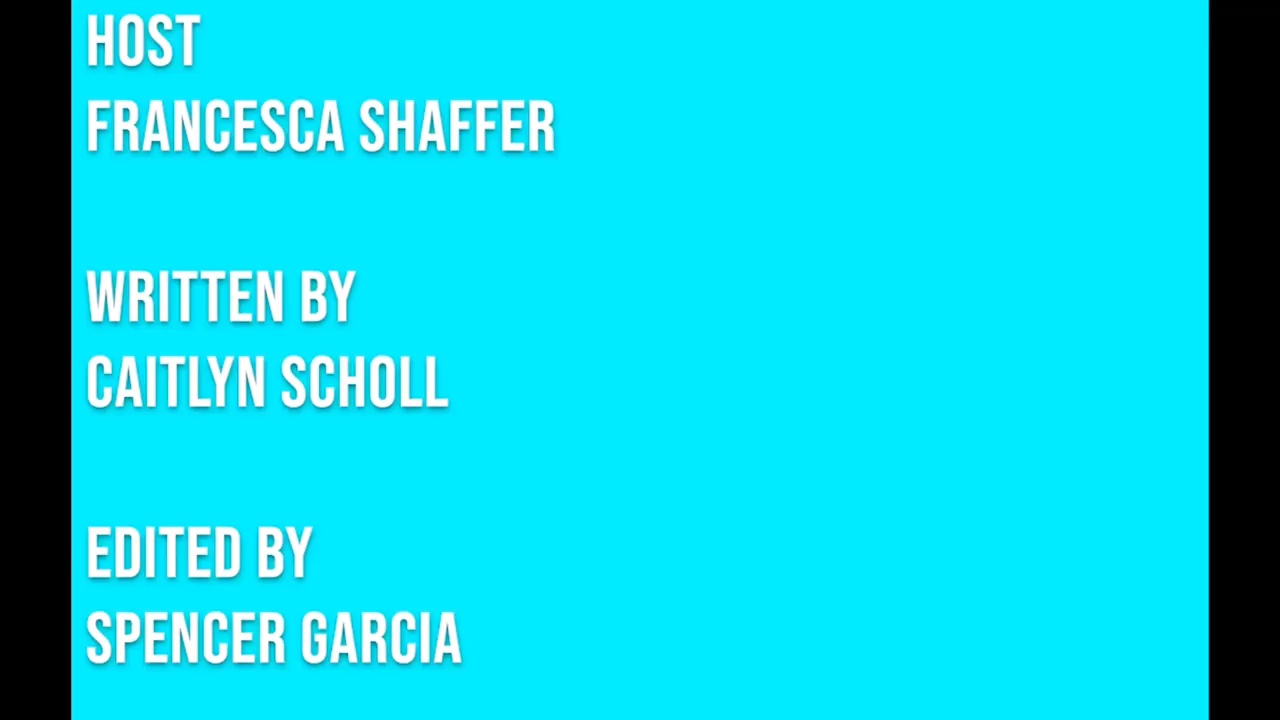 HOST
FRANCESCA SHAFFER
WRITTEN BY
CAITLYN SCHOLL
EDITED BY
SPENCER GARCIA